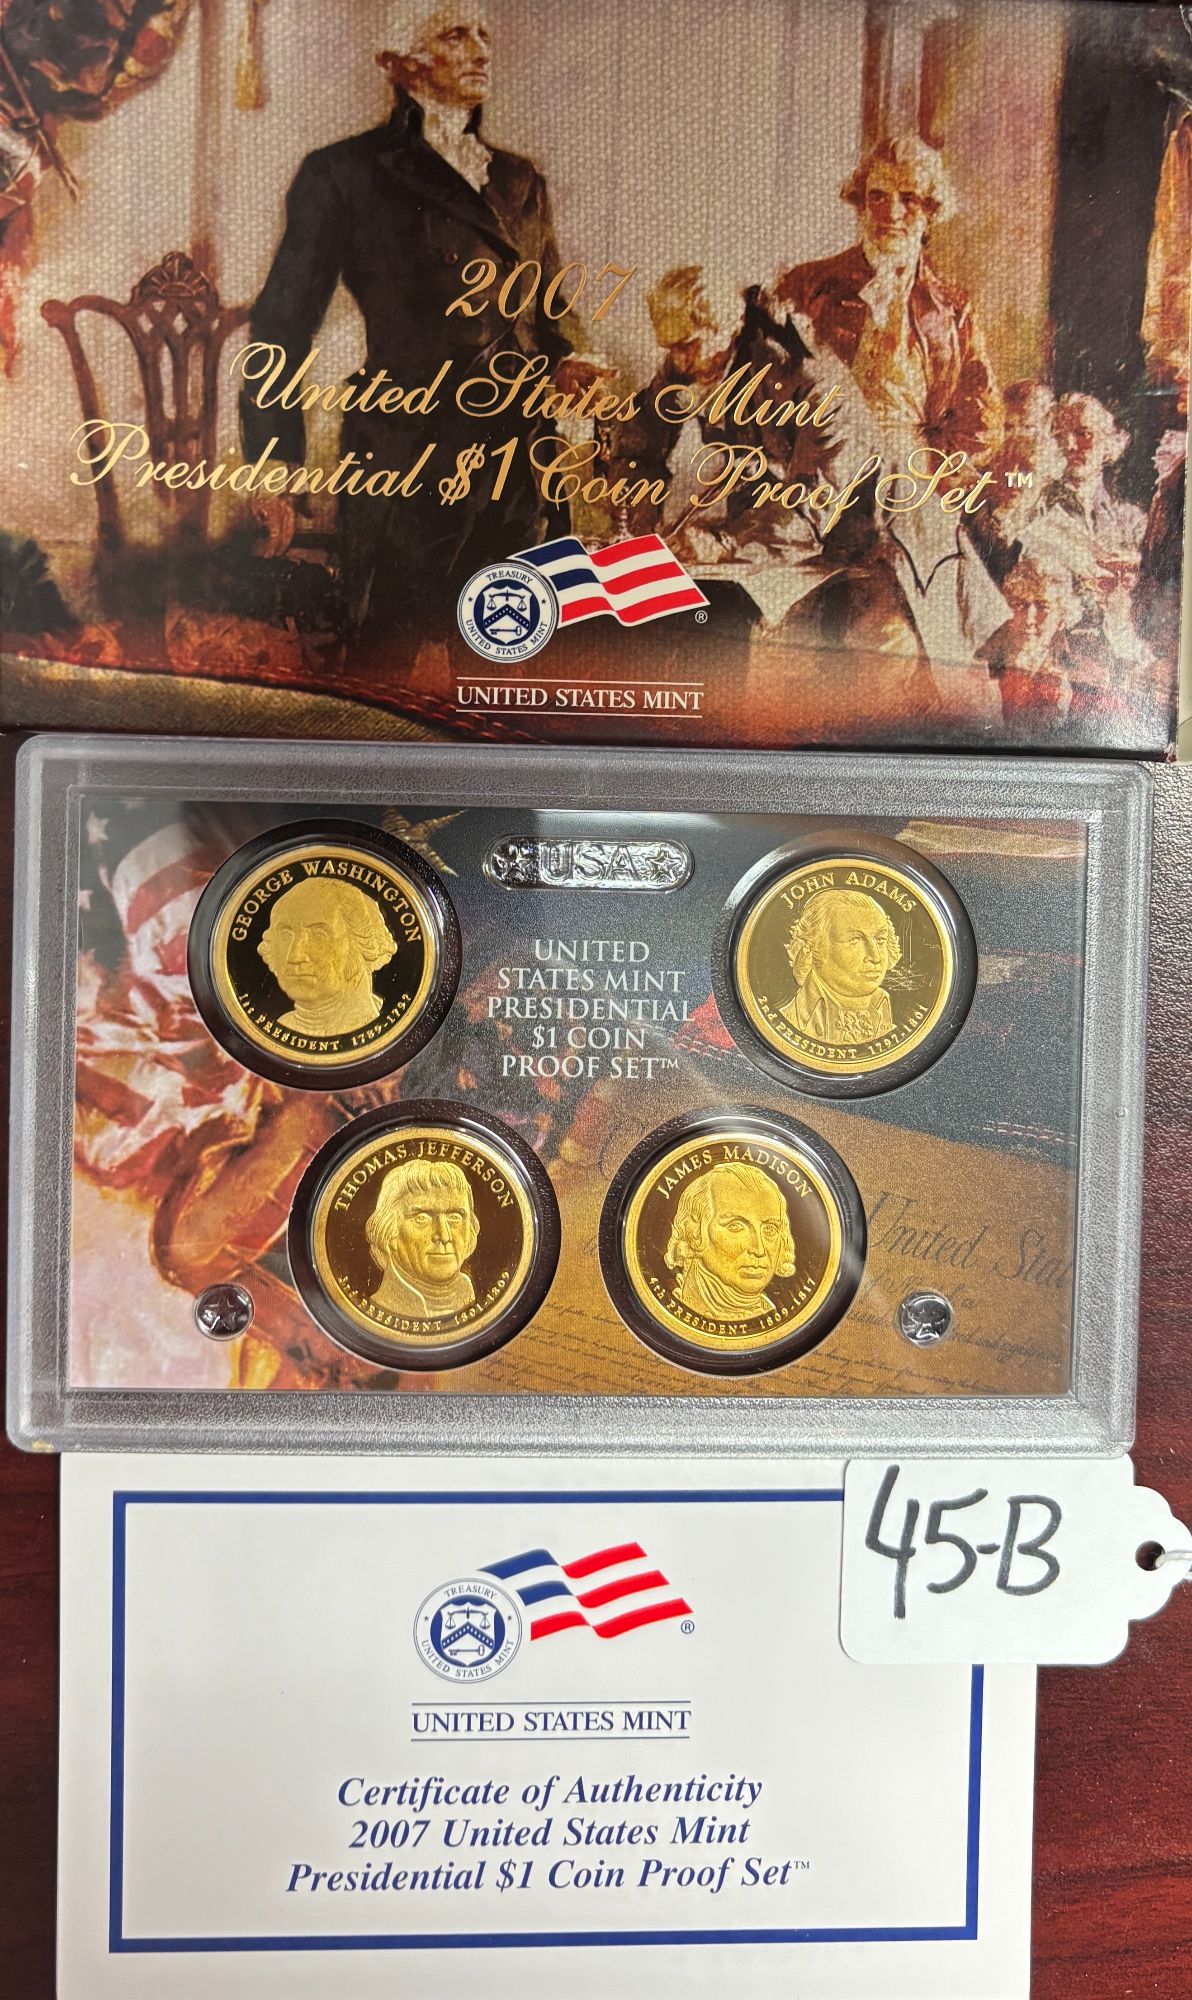 2007
United States Mint
Presidential $1 Coin Proof Set™
TREASURY
UNITED STATES MINT
®
UNITED STATES MINT
USA
UNITED
STATES MINT
PRESIDENTIAL
$1 COIN
PROOF SET™
GEORGE WASHINGTON
1st PRESIDENT 1789-1797
JOHN ADAMS
2nd PRESIDENT 1797-1801
THOMAS JEFFERSON
3rd PRESIDENT 1801-1809
JAMES MADISON
4th PRESIDENT 1809-1817
United Sta
45-B
TREASURY
UNITED STATES MINT
®
UNITED STATES MINT
Certificate of Authenticity
2007 United States Mint
Presidential $1 Coin Proof Set™